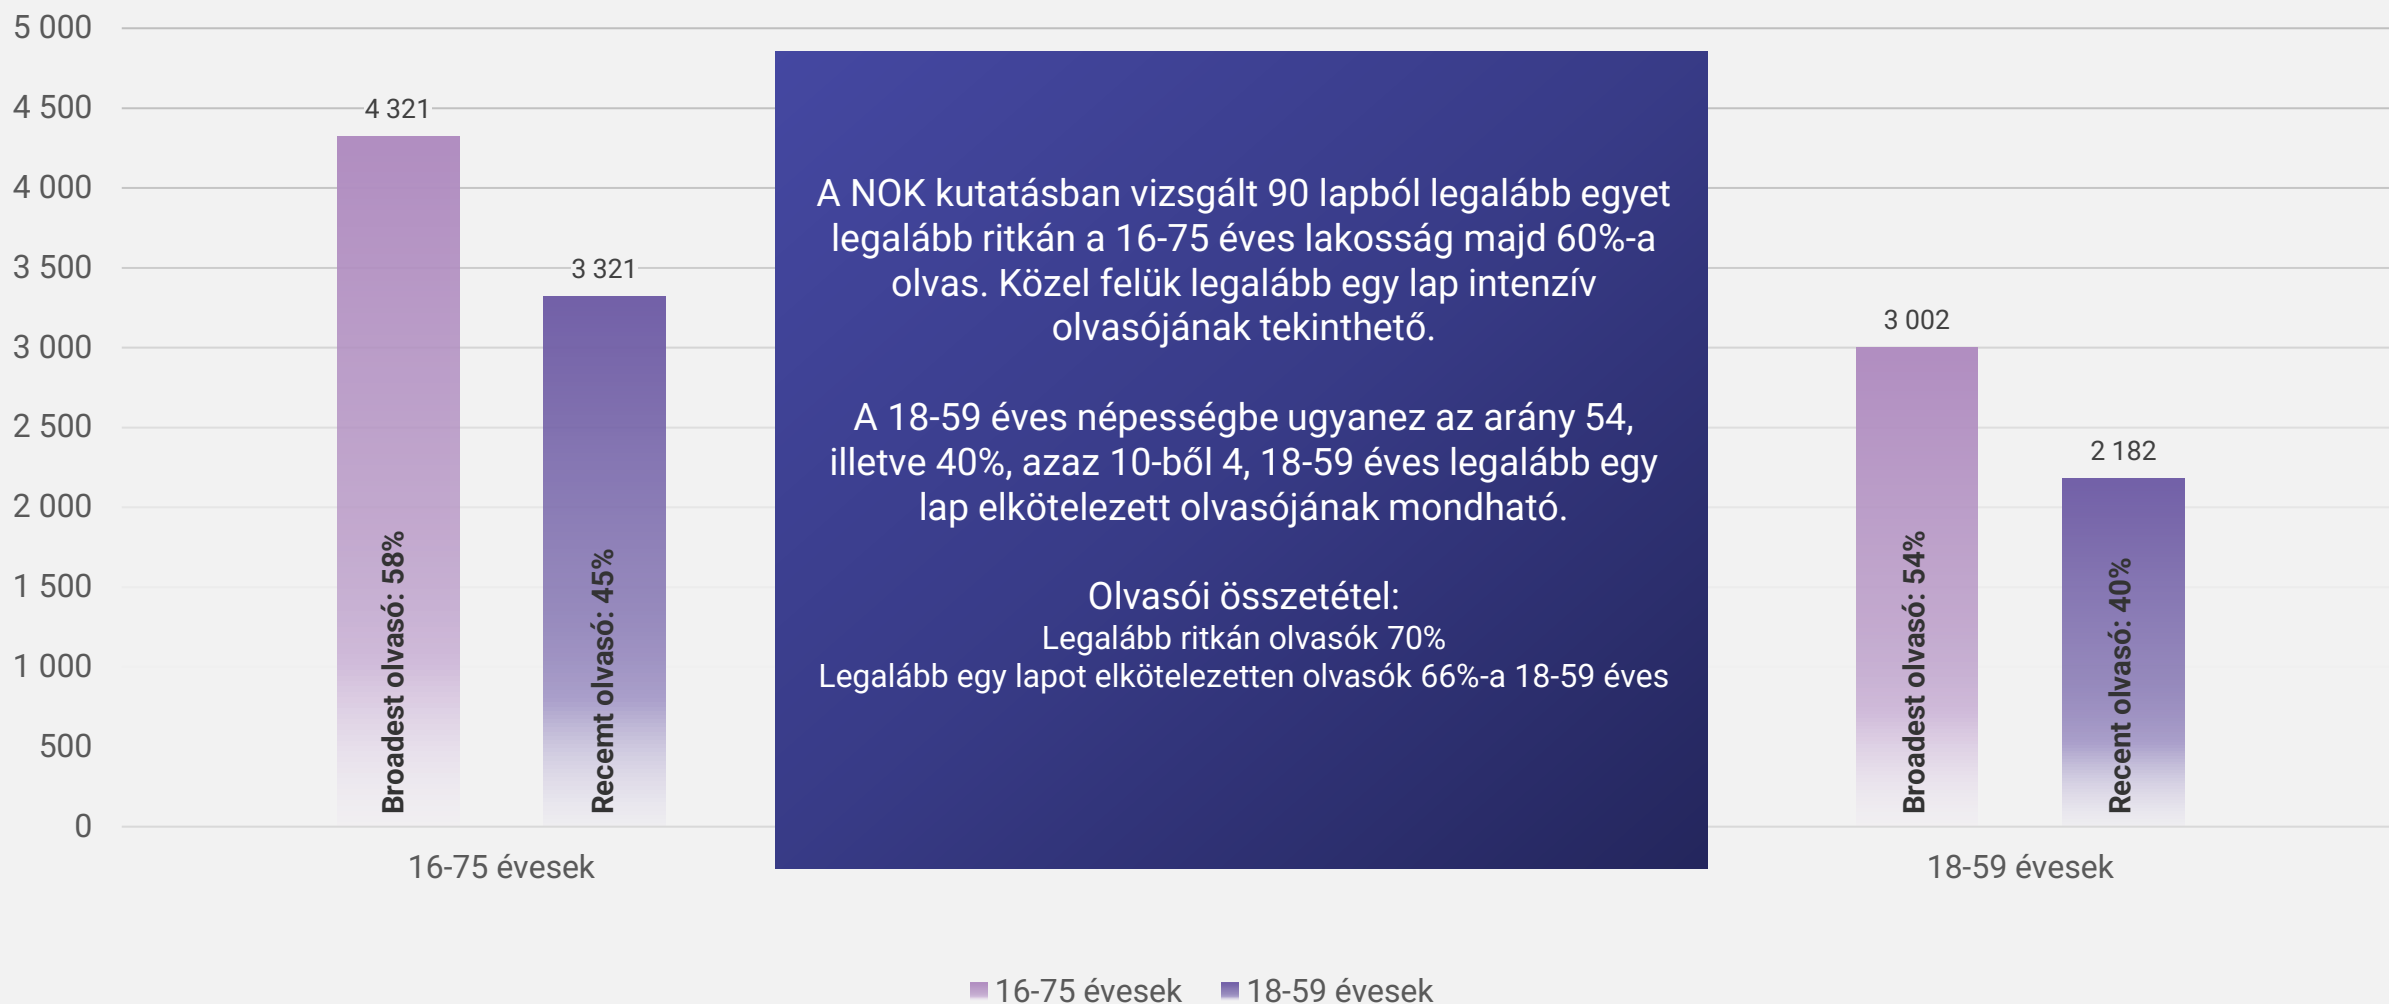 5 000
4 500
4 000
3 500
3 000
2 500
2 000
1 500
1 000
500
0
4 321
3 321
Broadest olvasó: 58%
Recemt olvasó: 45%
16-75 évesek
A NOK kutatásban vizsgált 90 lapból legalább egyet
legalább ritkán a 16-75 éves lakosság majd 60%-a
olvas. Közel felük legalább egy lap intenzív
olvasójának tekinthető.
A 18-59 éves népességbe ugyanez az arány 54,
illetve 40%, azaz 10-ből 4, 18-59 éves legalább egy
lap elkötelezett olvasójának mondható.
Olvasói összetétel:
Legalább ritkán olvasók 70%
Legalább egy lapot elkötelezetten olvasók 66%-a 18-59 éves
3 002
2 182
Broadest olvasó: 54%
Recent olvasó: 40%
18-59 évesek
16-75 évesek
18-59 évesek